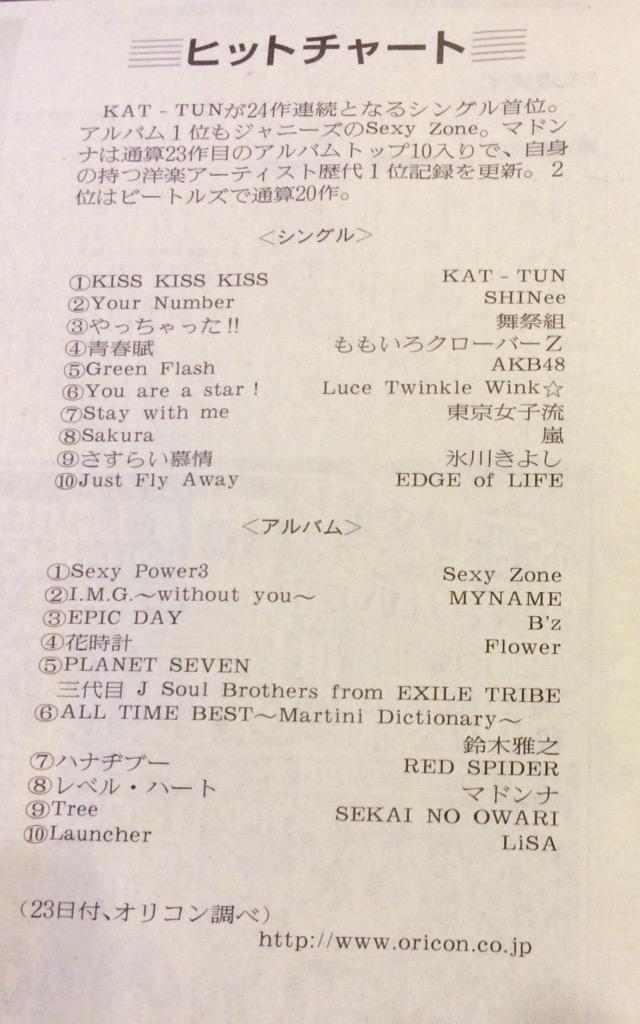 ヒットチャート
KAT-TUNが24作連続となるシングル首位。
アルバム1位もジャニーズのSexy Zone。マドン
ナは通算23作目のアルバムトップ10入りで、自身
の持つ洋楽アーティスト歴代1位記録を更新。2
位はビートルズで通算20作。
＜シングル＞
①KISS KISS KISS KAT-TUN
②Your Number SHINee
③やっちゃった!! 舞祭組
④青春賦 ももいろクローバーZ
⑤Green Flash AKB48
⑥You are a star! Luce Twinkle Wink☆
⑦Stay with me 東京女子流
⑧Sakura 嵐
⑨さすらい慕情 氷川きよし
⑩Just Fly Away EDGE of LIFE
＜アルバム＞
①Sexy Power3 Sexy Zone
②I.M.G.～without you～ MYNAME
③EPIC DAY B'z
④花時計 Flower
⑤PLANET SEVEN
三代目 J Soul Brothers from EXILE TRIBE
⑥ALL TIME BEST～Martini Dictionary～
鈴木雅之
⑦ハナヂブー RED SPIDER
⑧レベル・ハート マドンナ
⑨Tree SEKAI NO OWARI
⑩Launcher LiSA
（23日付、オリコン調べ）
http://www.oricon.co.jp